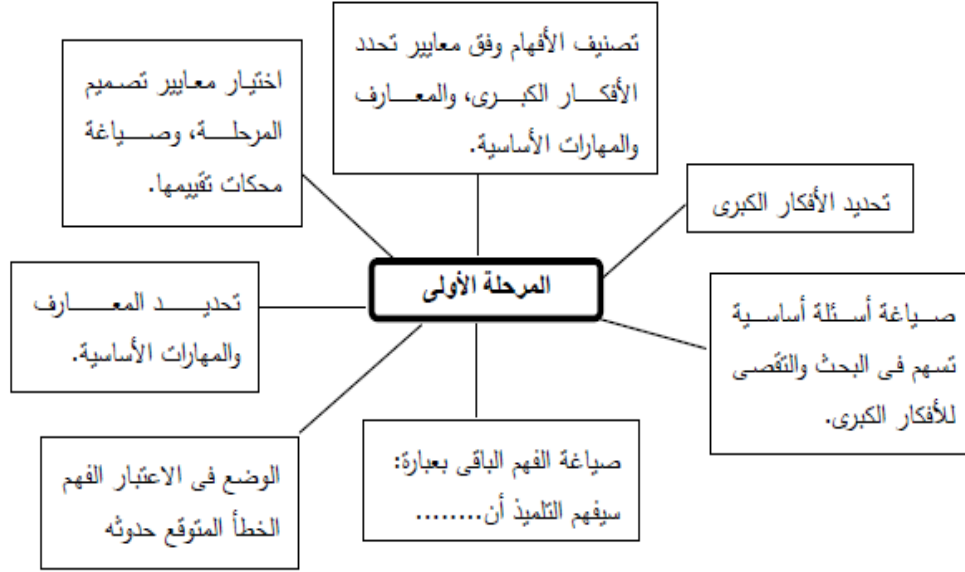 تصنيف الأفهام وفق معايير تحدد
الأفكار الكبرى، والمعارف
والمهارات الأساسية.
اختيار معايير تصميم
المرحلة، وصياغة
محكات تقييمها.
تحديد الأفكار الكبرى
المرحلة الأولى
تحديد المعارف
والمهارات الأساسية.
صياغة أسئلة أساسية
تسهم فى البحث والتقصى
للأفكار الكبرى.
صياغة الفهم الباقى بعبارة:
سيفهم التلميذ أن........
الوضع فى الاعتبار الفهم
الخطأ المتوقع حدوثه